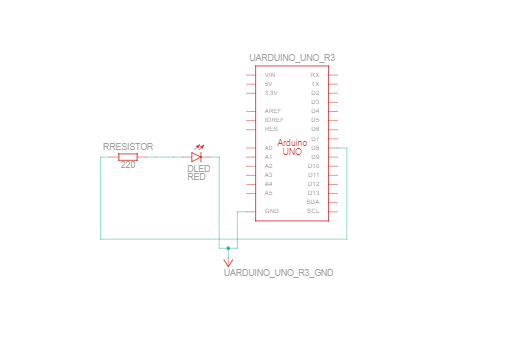 UARDUINO_UNO_R3
VIN
5V
3.3V
AREF
IOREF
RES
A0
A1
A2
A3
A4
A5
GND
Arduino
UNO
RX
TX
D2
D3
D4
D5
D6
D7
D8
D9
D10
D11
D12
D13
SDA
SCL
RRESISTOR
220
DLED
RED
UARDUINO_UNO_R3_GND